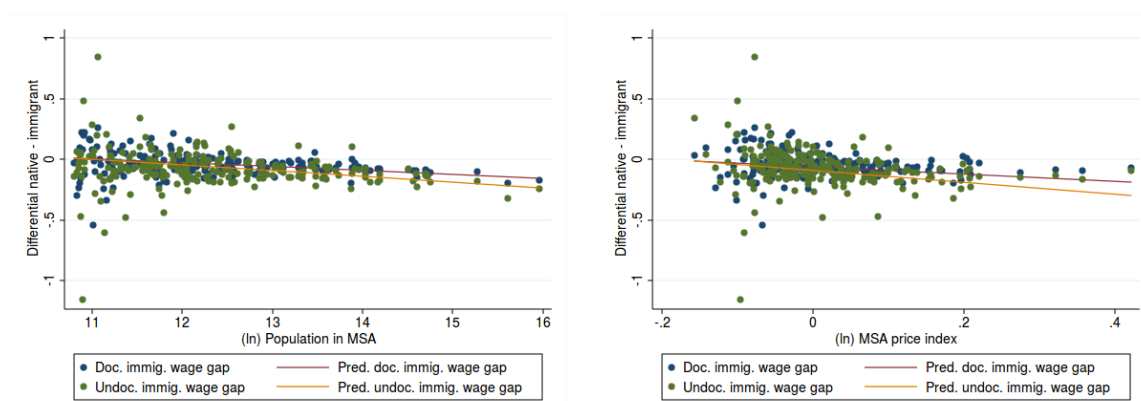 Differential native - immigrant
1
.5
0
-.5
-1
11 12 13 14 15 16
(ln) Population in MSA
Doc. immig. wage gap Pred. doc. immig. wage gap
Undoc. immig. wage gap Pred. undoc. immig. wage gap
Differential native - immigrant
1
.5
0
-.5
-1
-.2 0 .2 .4
(ln) MSA price index
Doc. immig. wage gap Pred. doc. immig. wage gap
Undoc. immig. wage gap Pred. undoc. immig. wage gap